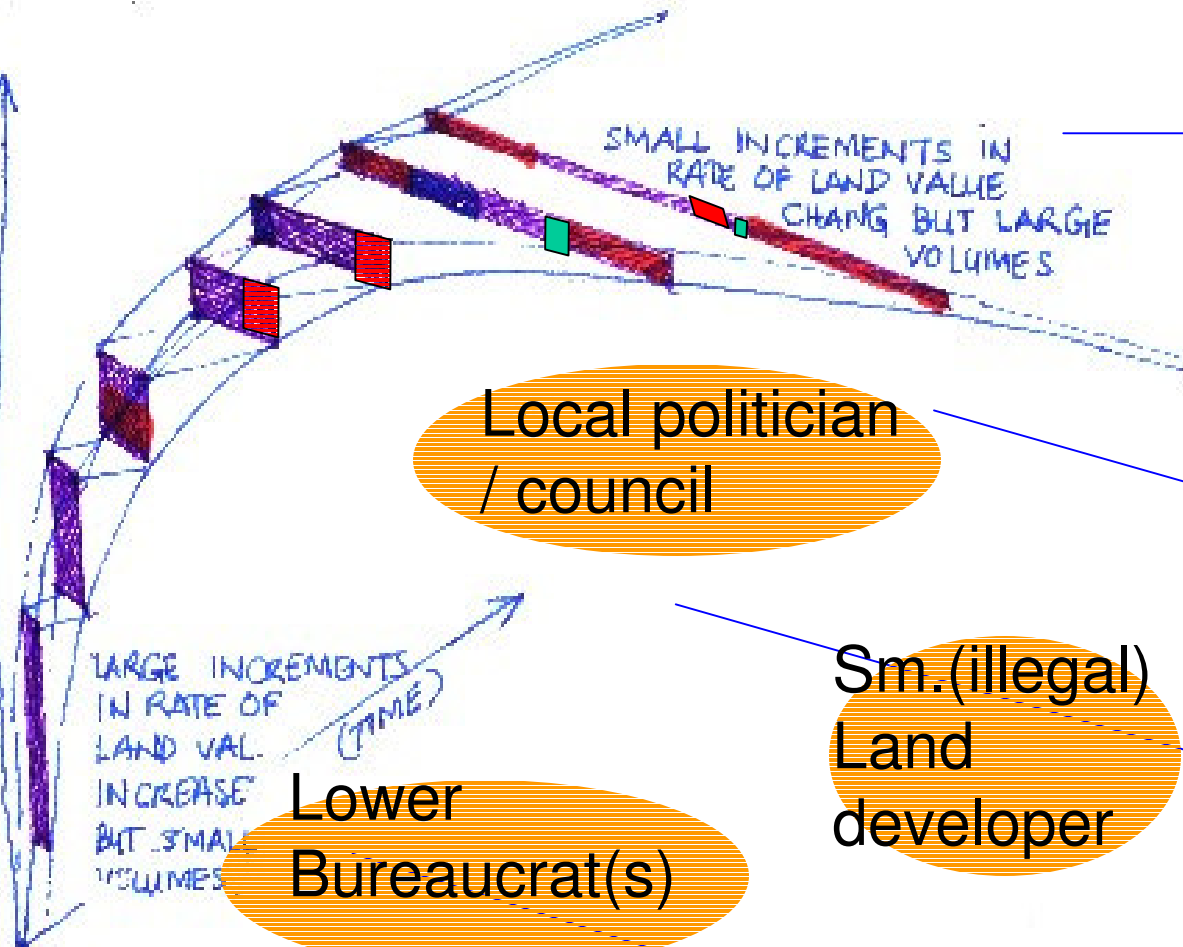 SMALL INCREMENTS IN
RATE OF LAND VALUE
CHANG BUT LARGE
VOLUMES
Local politician
/ council
LARGE INCREMENTS
IN RATE OF
LAND VAL.
INCREASE
BUT SMALL
VOLUMES
(TIME)
Sm.(illegal)
Land
developer
Lower
Bureaucrat(s)